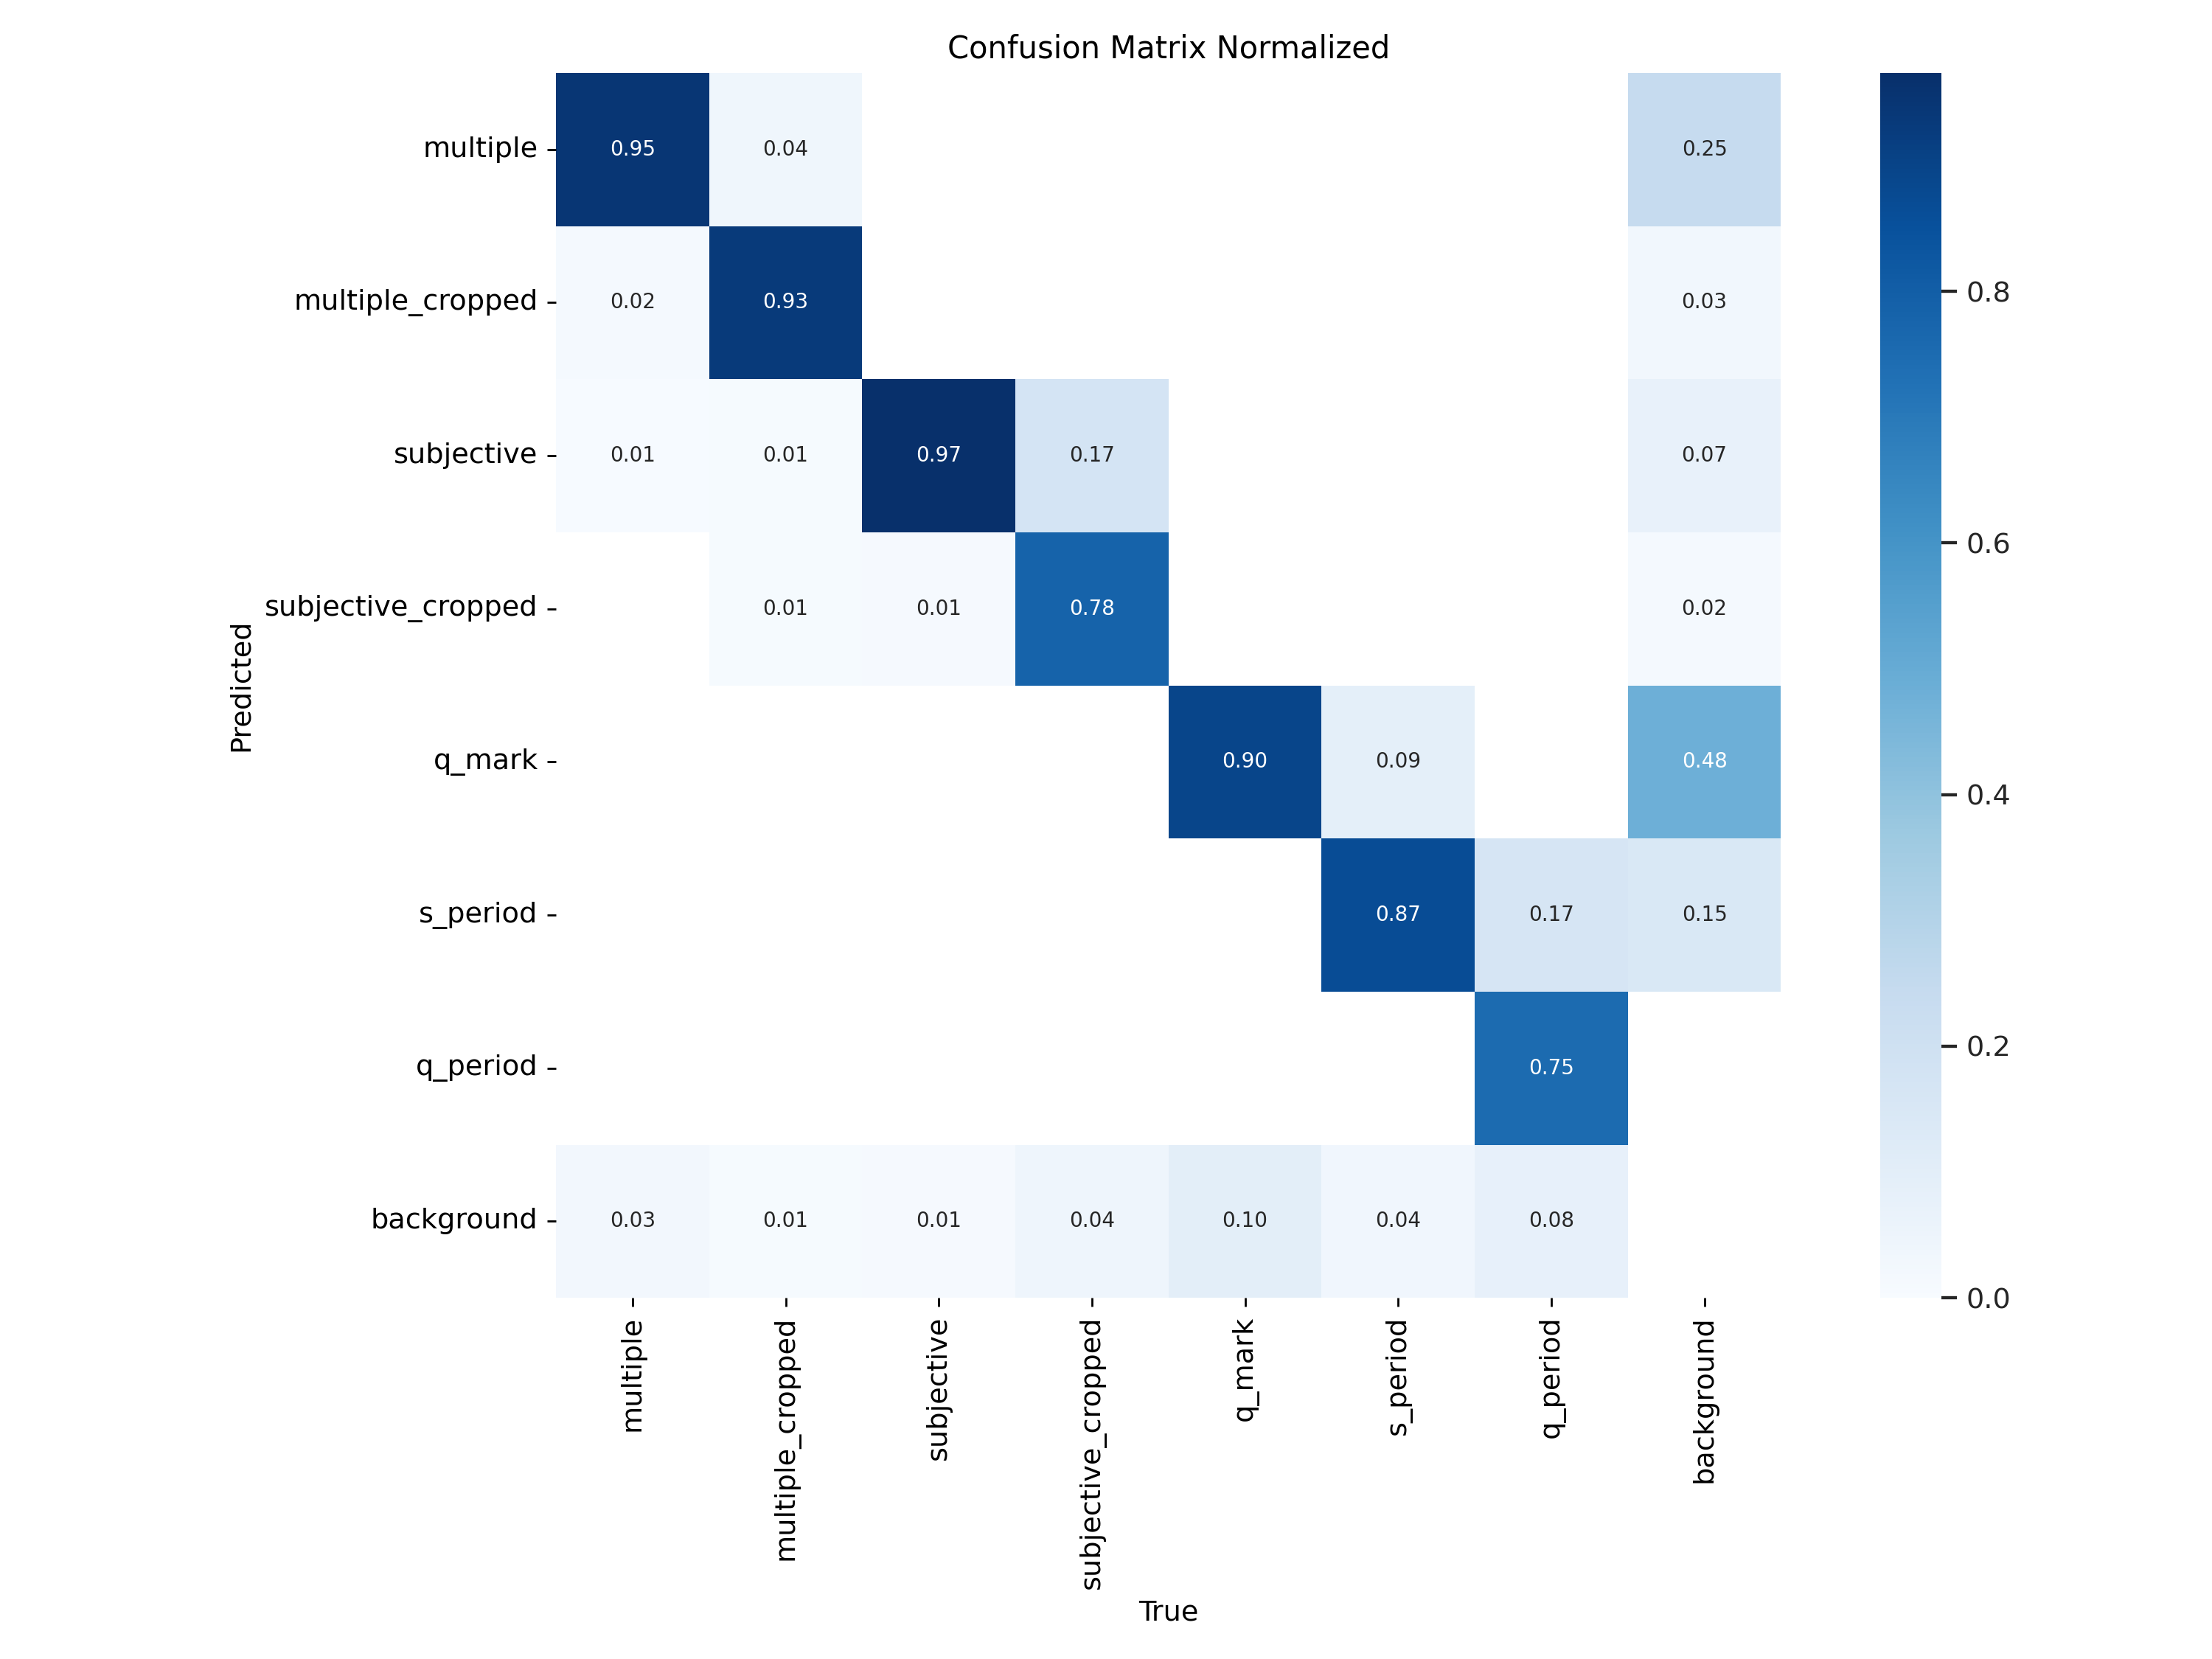 Confusion Matrix Normalized
multiple 0.95 0.04 0.25
multiple_cropped 0.02 0.93 0.03 0.8
subjective 0.01 0.01 0.97 0.17 0.07
0.6
subjective_cropped 0.01 0.01 0.78 0.02
Predicted
q_mark 0.90 0.09 0.48
0.4
s_period 0.87 0.17 0.15
0.2
q_period 0.75
background 0.03 0.01 0.01 0.04 0.10 0.04 0.08
0.0
multiple
multiple_cropped
subjective
subjective_cropped
q_mark
s_period
q_period
background
True